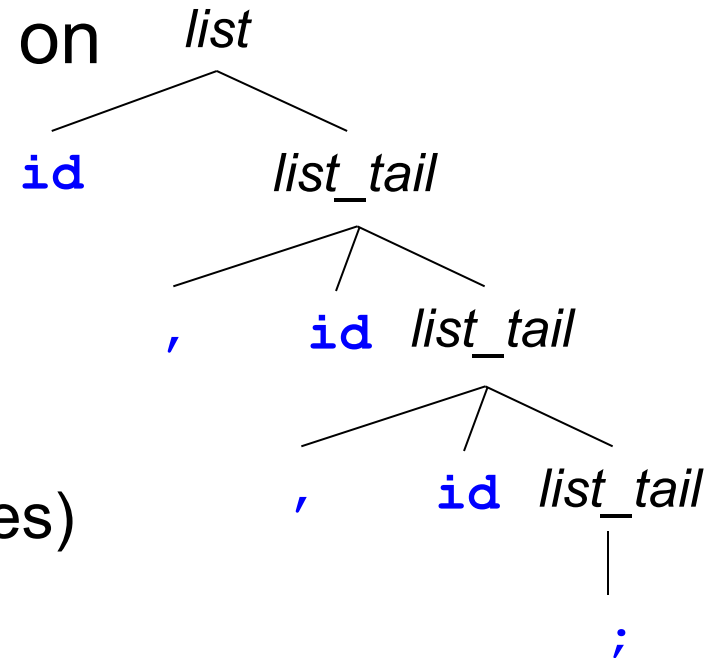 on list
id list_tail
, id list_tail
es) , id list_tail
;